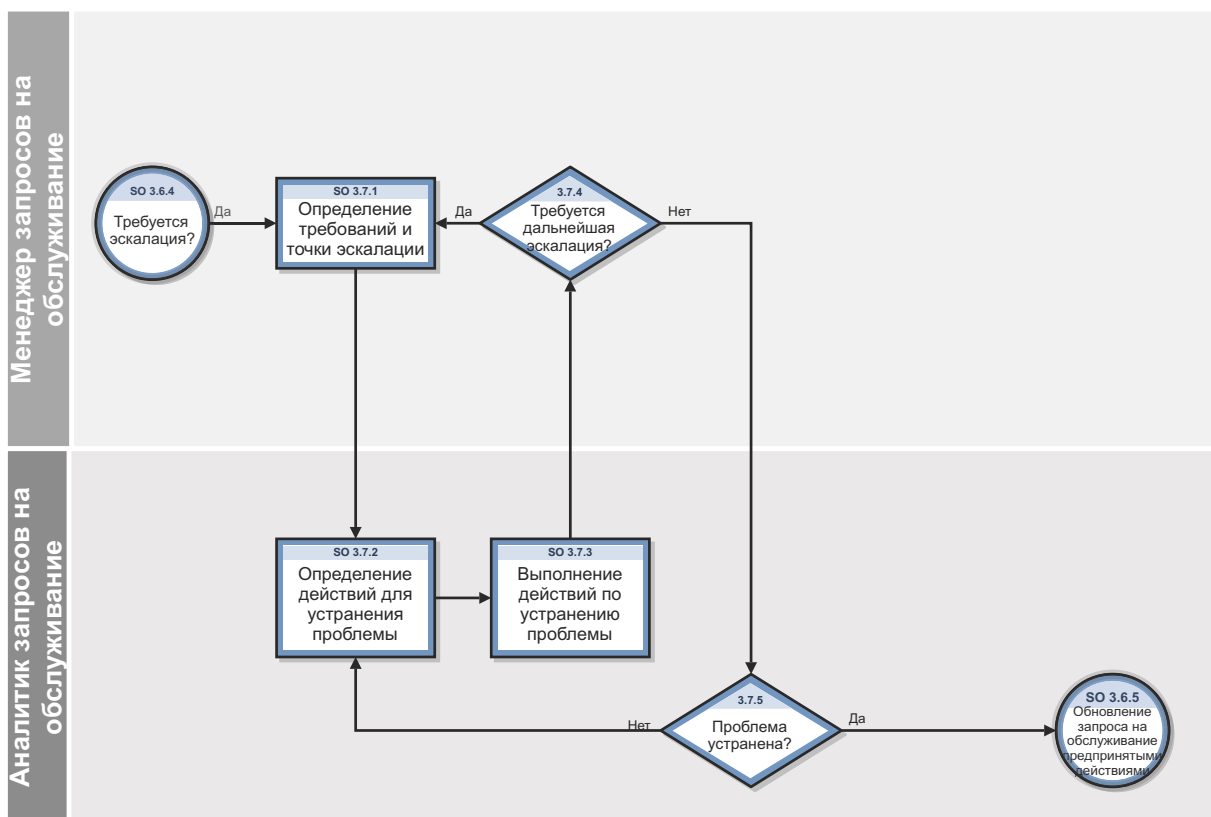 Менеджер запросов на
обслуживание
SO 3.6.4
Требуется
эскалация?
Да
SO 3.7.1
Определение
требований и
точки эскалации
Да
3.7.4
Требуется
дальнейшая
эскалация?
Нет
Аналитик запросов на
обслуживание
SO 3.7.2
Определение
действий для
устранения
проблемы
SO 3.7.3
Выполнение
действий по
устранению
проблемы
Нет
3.7.5
Проблема
устранена?
Да
SO 3.6.5
Обновление
запроса на
обслуживание
предпринятыми
действиями